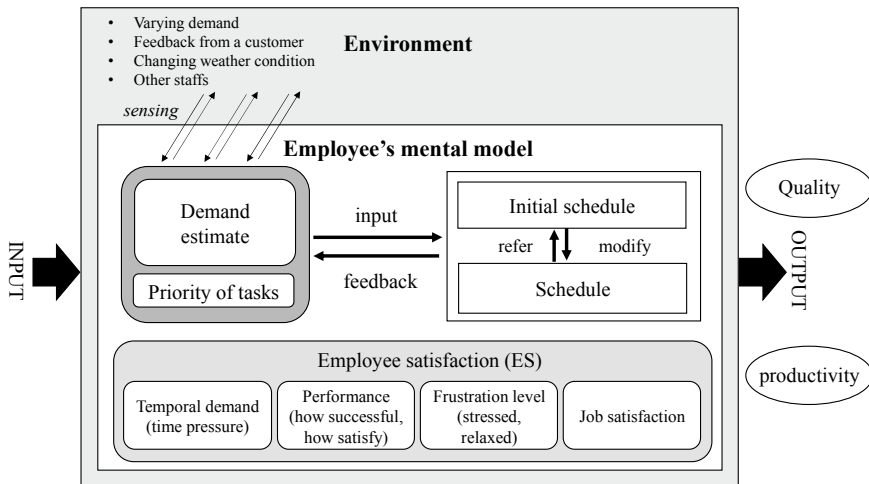 • Varying demand
• Feedback from a customer
• Changing weather condition
• Other staffs
Environment
sensing
Employee's mental model
Demand
estimate
Priority of tasks
input
feedback
Initial schedule
refer
modify
Schedule
Employee satisfaction (ES)
Temporal demand
(time pressure)
Performance
(how successful,
how satisfy)
Frustration level
(stressed,
relaxed)
Job satisfaction
INPUT
OUTPUT
Quality
productivity